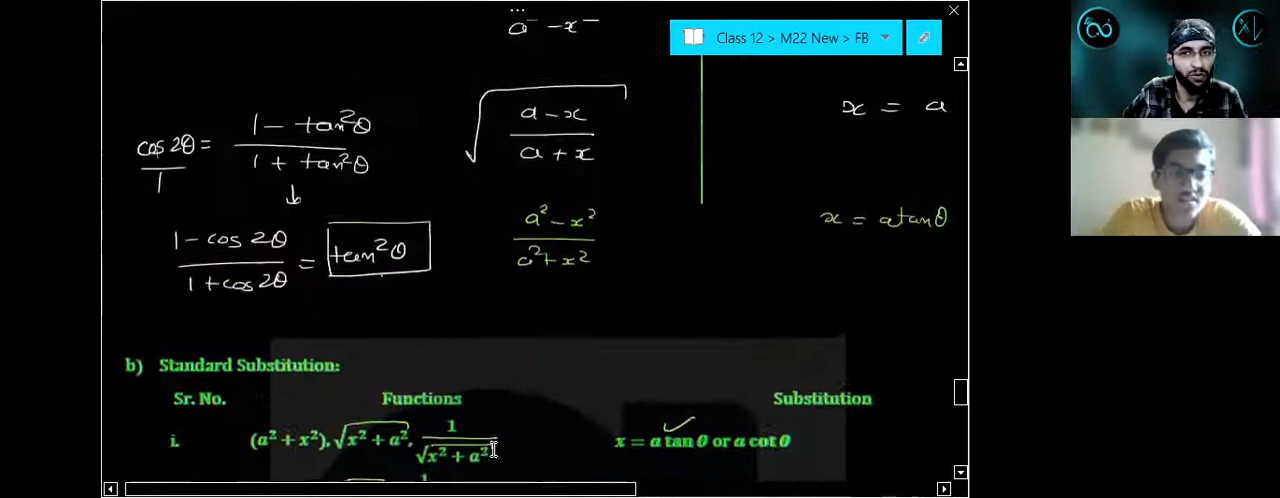 ...
a – x
Class 12 > M22 New > FB
cos 2θ / 1 = (1 - tan²θ) / (1 + tan²θ)
√((a - x) / (a + x))
x = a
(1 - cos 2θ) / (1 + cos 2θ) = tan²θ
(a² - x²) / (a² + x²)
x = a tanθ
b) Standard Substitution:
Sr. No. Functions Substitution
i. (a² + x²), √(x² + a²), 1/√(x² + a²) x = a tan θ or a cot θ